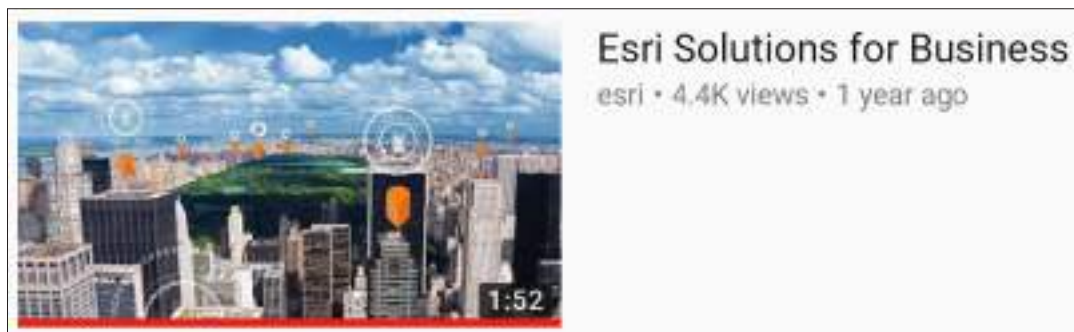 Esri Solutions for Business
esri • 4.4K views • 1 year ago
1:52